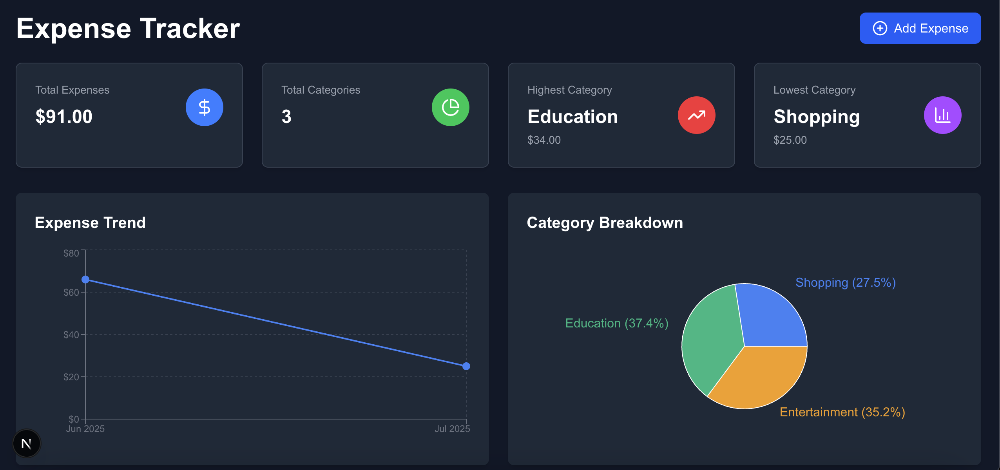 Expense Tracker
Add Expense
Total Expenses
$91.00
Total Categories
3
Highest Category
Education
$34.00
Lowest Category
Shopping
$25.00
Expense Trend
$80
$60
$40
$20
$0
Jun 2025
Jul 2025
Category Breakdown
Shopping (27.5%)
Education (37.4%)
Entertainment (35.2%)
N